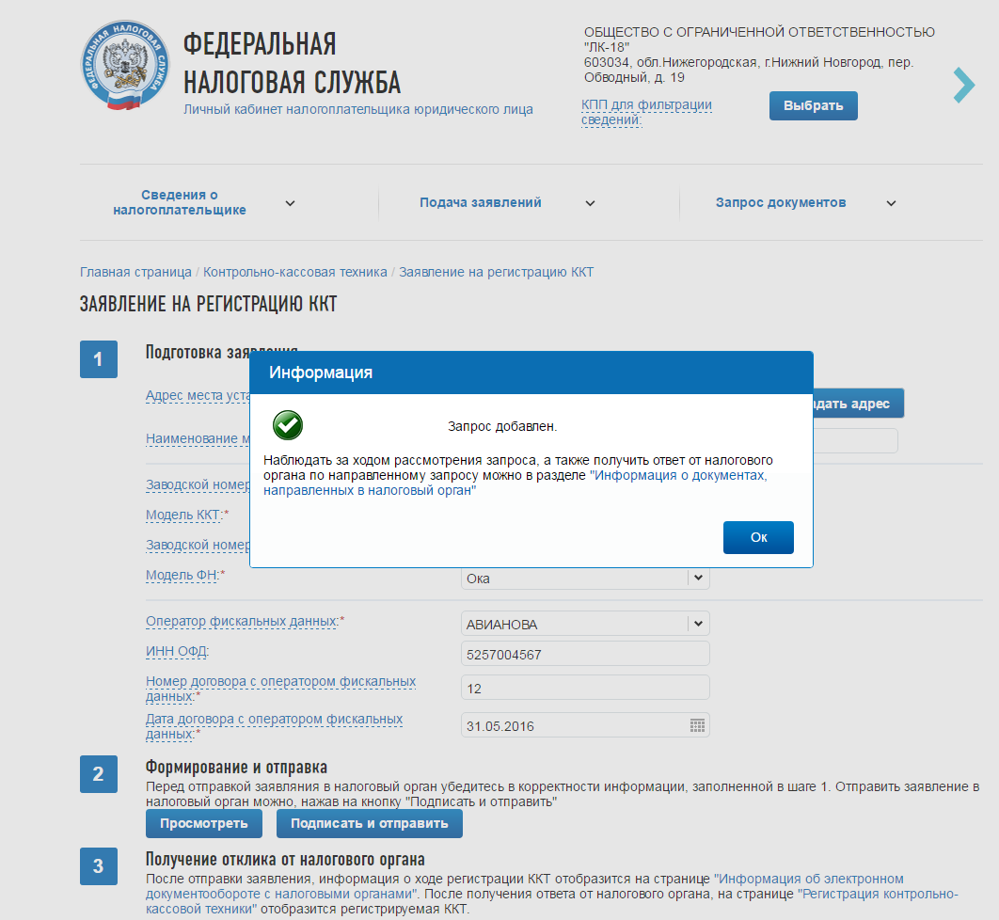 ФЕДЕРАЛЬНАЯ НАЛОГОВАЯ СЛУЖБА
ФЕДЕРАЛЬНАЯ
НАЛОГОВАЯ СЛУЖБА
Личный кабинет налогоплательщика юридического лица
ОБЩЕСТВО С ОГРАНИЧЕННОЙ ОТВЕТСТВЕННОСТЬЮ
"ЛК-18"
603034, обл.Нижегородская, г.Нижний Новгород, пер.
Обводный, д. 19
КПП для фильтрации
сведений:
Выбрать
Сведения о
налогоплательщике
Подача заявлений
Запрос документов
Главная страница / Контрольно-кассовая техника / Заявление на регистрацию ККТ
ЗАЯВЛЕНИЕ НА РЕГИСТРАЦИЮ ККТ
1
Подготовка заявления
Адрес места уста
адать адрес
Наименование м
Заводской номер
Модель ККТ:*
Заводской номер
Модель ФН:*
Ока
Информация
Запрос добавлен.
Наблюдать за ходом рассмотрения запроса, а также получить ответ от налогового
органа по направленному запросу можно в разделе "Информация о документах,
направленных в налоговый орган"
Ок
Оператор фискальных данных:*
АВИАНОВА
ИНН ОФД:
5257004567
Номер договора с оператором фискальных
данных:*
12
Дата договора с оператором фискальных
данных:*
31.05.2016
2
Формирование и отправка
Перед отправкой заявляния в налоговый орган убедитесь в корректности информации, заполненной в шаге 1. Отправить заявление в
налоговый орган можно, нажав на кнопку "Подписать и отправить"
Просмотреть
Подписать и отправить
3
Получение отклика от налогового органа
После отправки заявления, информация о ходе регистрации ККТ отобразится на странице "Информация об электронном
документообороте с налоговыми органами". После получения ответа от налогового органа, на странице "Регистрация контрольно-
кассовой техники" отобразится регистрируемая ККТ.